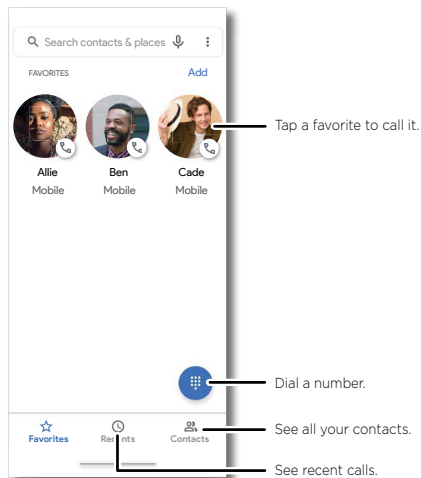 Search contacts & places
FAVORITES Add
Tap a favorite to call it.
Allie Ben Cade
Mobile Mobile Mobile
Dial a number.
Favorites Recents Contacts
See all your contacts.
See recent calls.